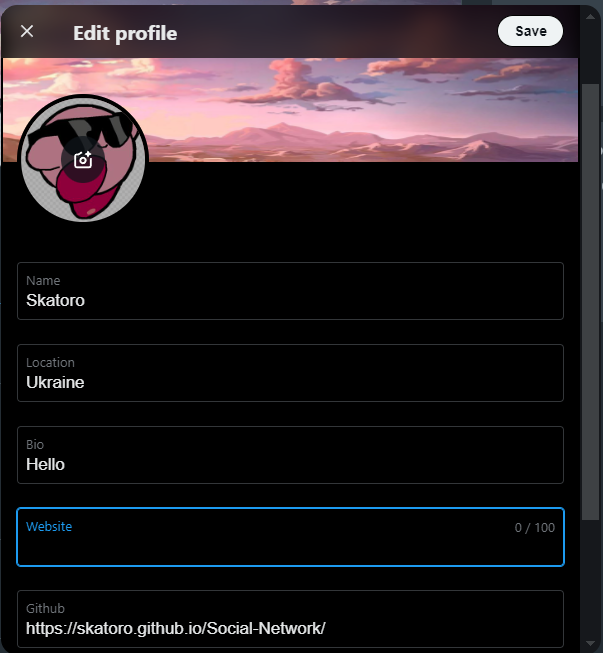 Edit profile
Save
Name
Skatoro
Location
Ukraine
Bio
Hello
Website
0 / 100
Github
https://skatoro.github.io/Social-Network/